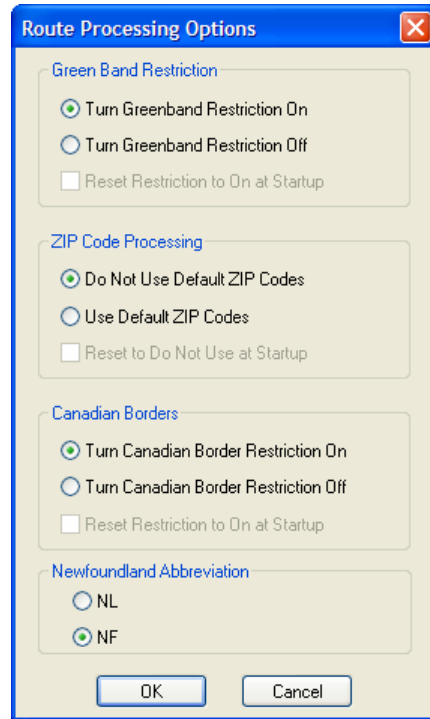 Route Processing Options
Green Band Restriction
Turn Greenband Restriction On
Turn Greenband Restriction Off
Reset Restriction to On at Startup
ZIP Code Processing
Do Not Use Default ZIP Codes
Use Default ZIP Codes
Reset to Do Not Use at Startup
Canadian Borders
Turn Canadian Border Restriction On
Turn Canadian Border Restriction Off
Reset Restriction to On at Startup
Newfoundland Abbreviation
NL
NF
OK Cancel